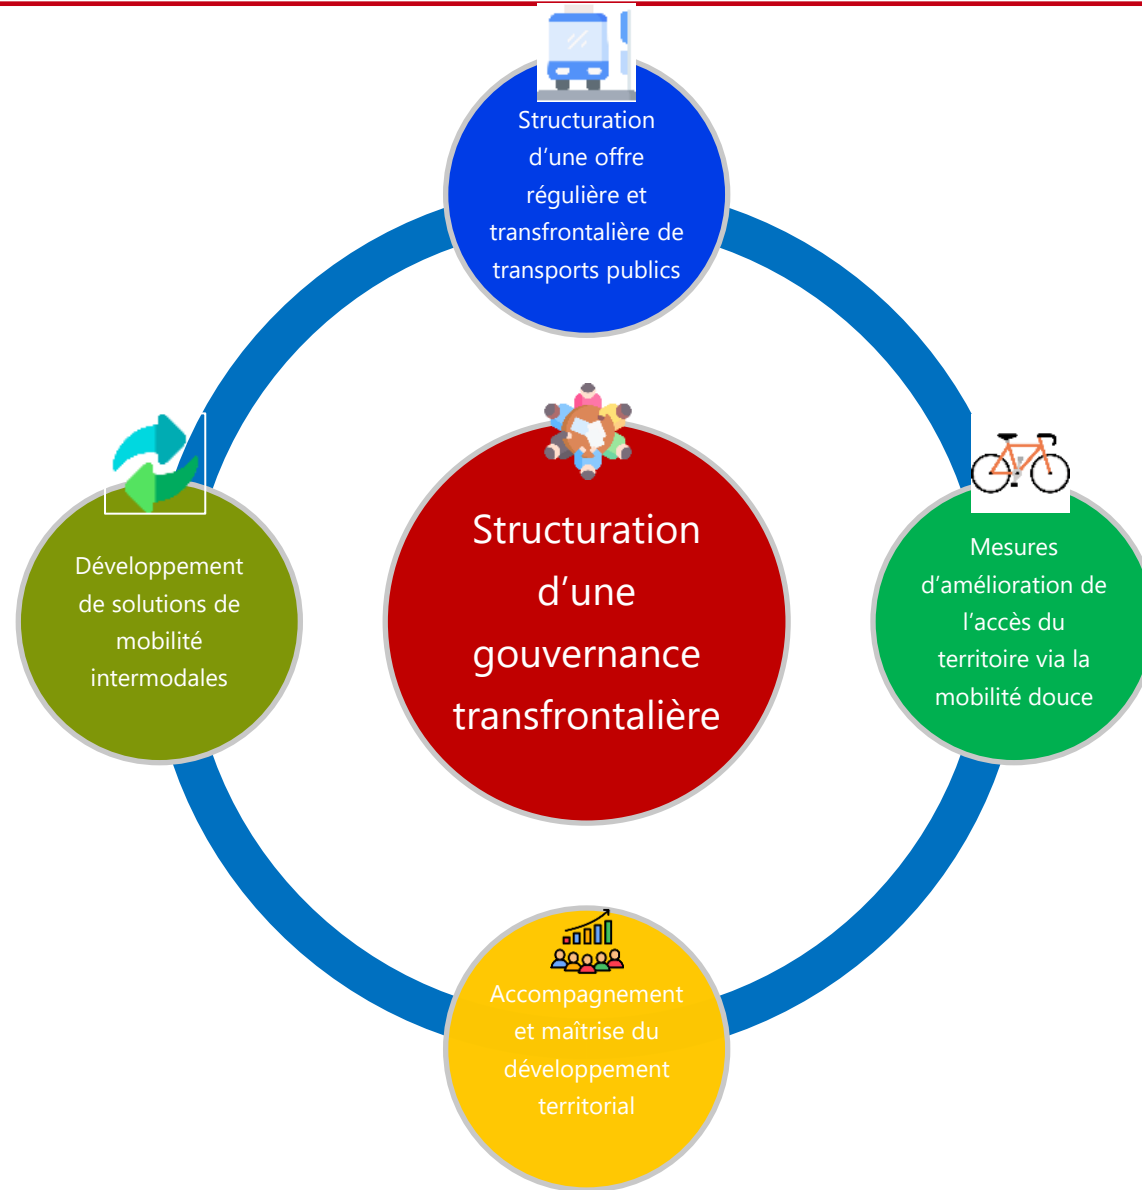 Structuration
d’une offre
régulière et
transfrontalière de
transports publics
Développement
de solutions de
mobilité
intermodales
Structuration
d’une
gouvernance
transfrontalière
Mesures
d’amélioration de
l’accès du
territoire via la
mobilité douce
Accompagnement
et maîtrise du
développement
territorial